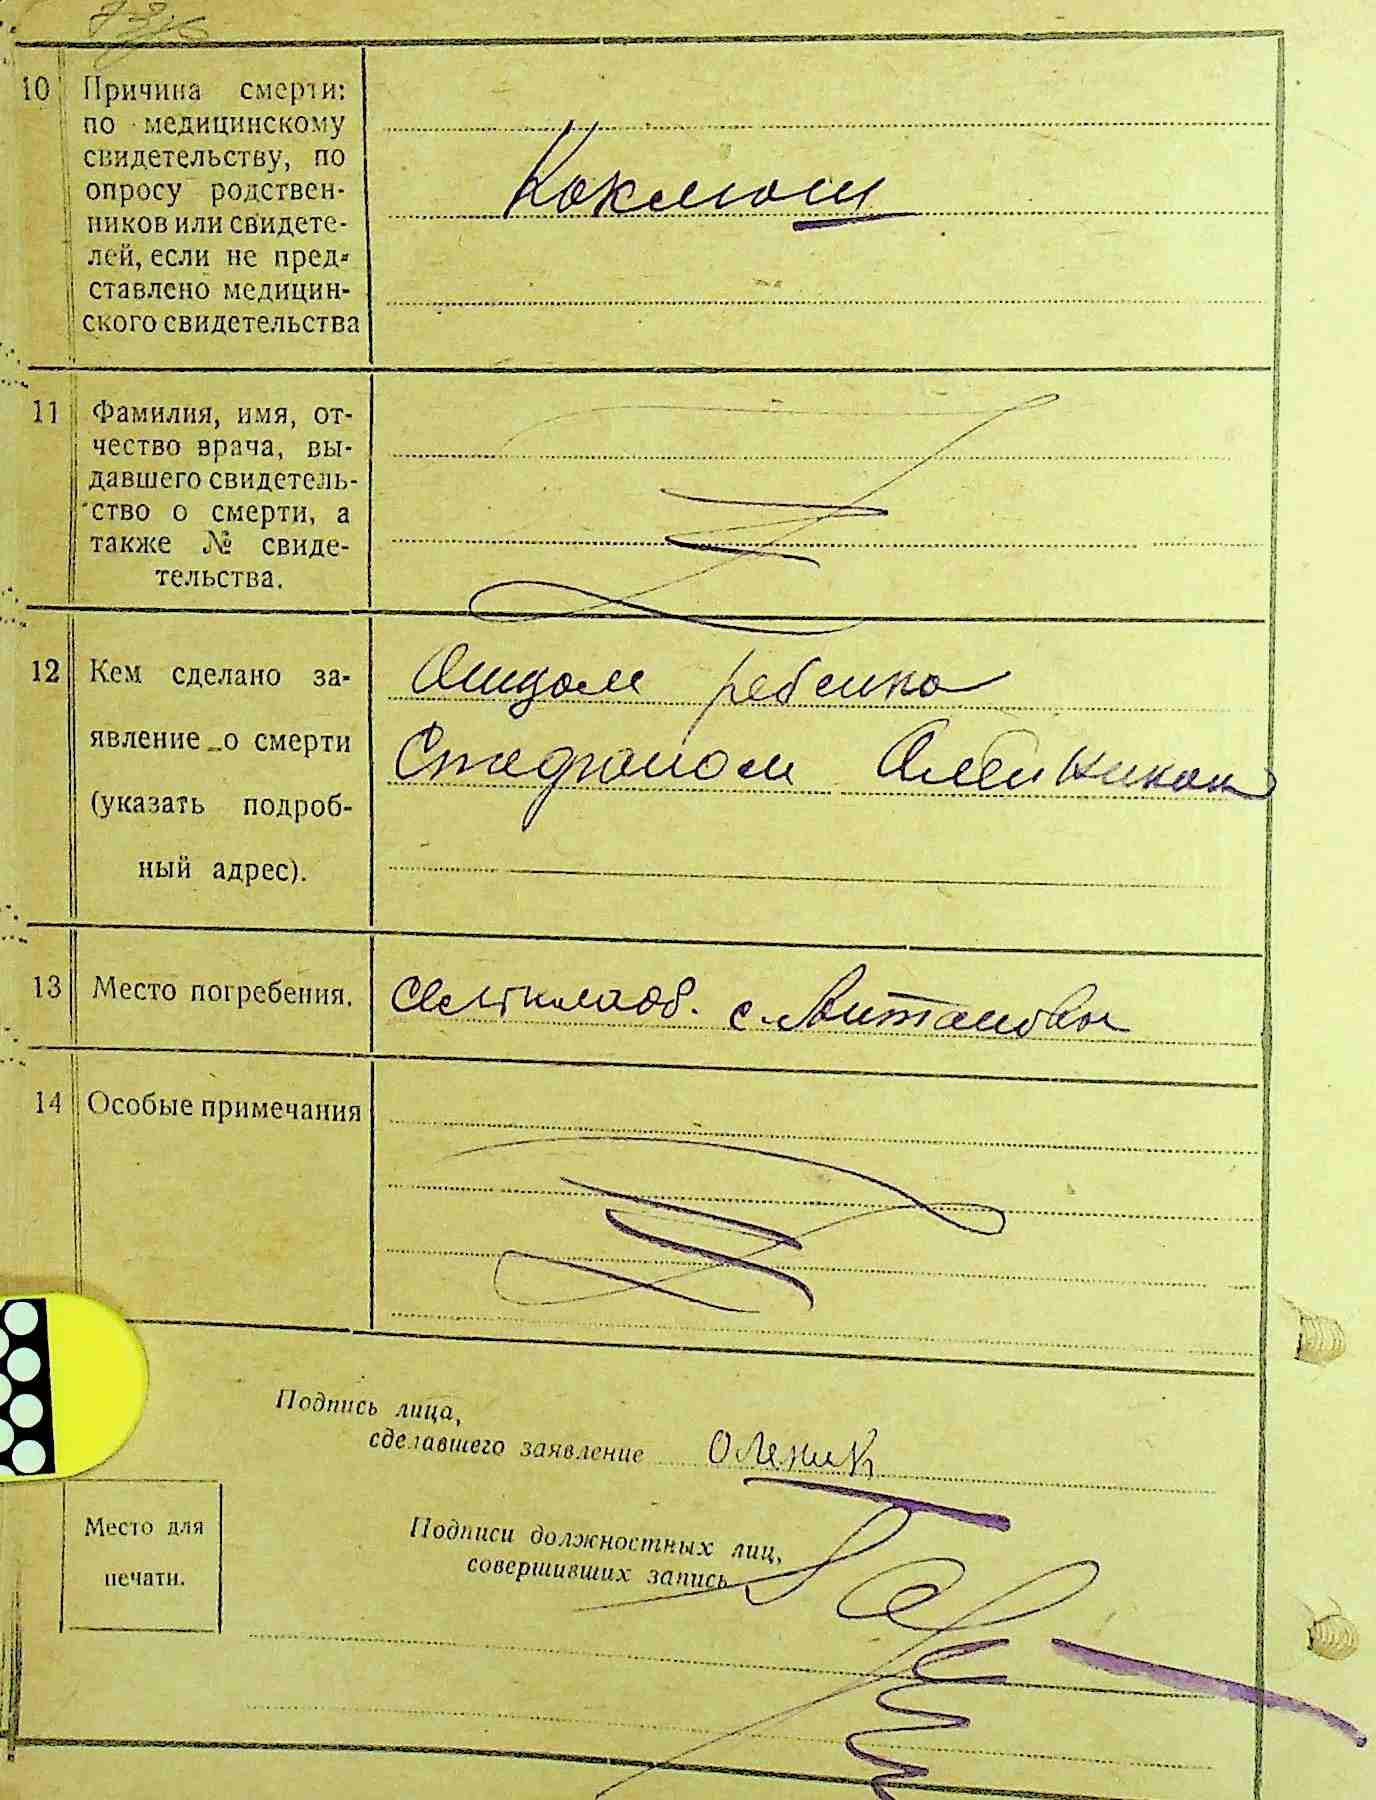 10 Причина смерти:
по медицинскому
свидетельству, по
опросу родствен-
ников или свидете-
лей, если не пред-
ставлено медицин-
ского свидетельства
Коклюш
11 Фамилия, имя, от-
чество врача, вы-
давшего свидетель-
ство о смерти, а
также № свиде-
тельства.
12 Кем сделано за-
явление о смерти
(указать подроб-
ный адрес).
Отцом ребенка
Стефаном Олейником
13 Место погребения.
с. Антоновка
14 Особые примечания
Подпись лица,
сделавшего заявление Оленик
Место для
печати.
Подписи должностных лиц,
совершивших запись